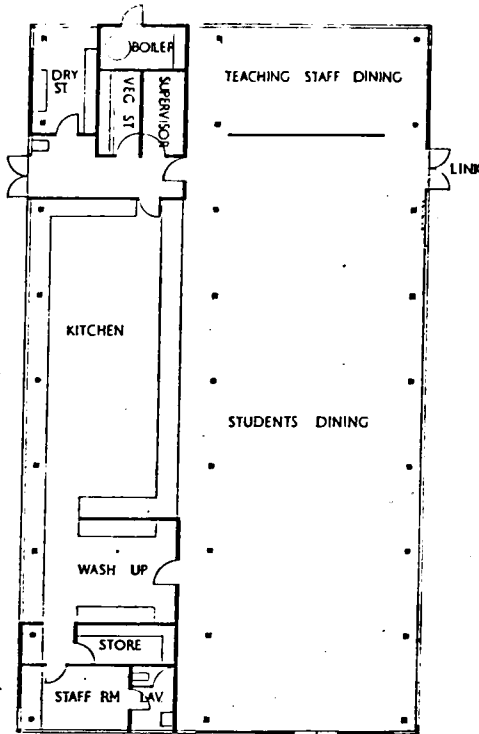 BOILER
DRY
ST
VEG ST.
SUPERVISOR
TEACHING STAFF DINING
LINK
KITCHEN
STUDENTS DINING
WASH UP
STORE
STAFF RM
LAV.